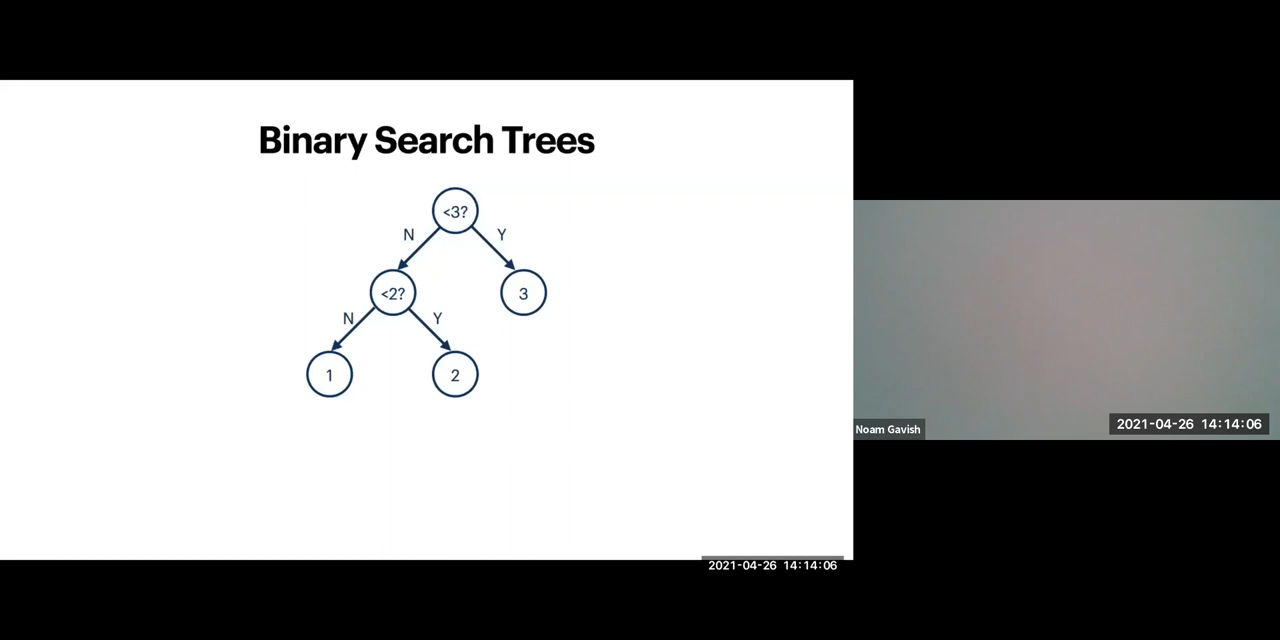 Binary Search Trees
<3?
N Y
<2? 3
N Y
1 2
Noam Gavish
2021-04-26 14:14:06
2021-04-26 14:14:06